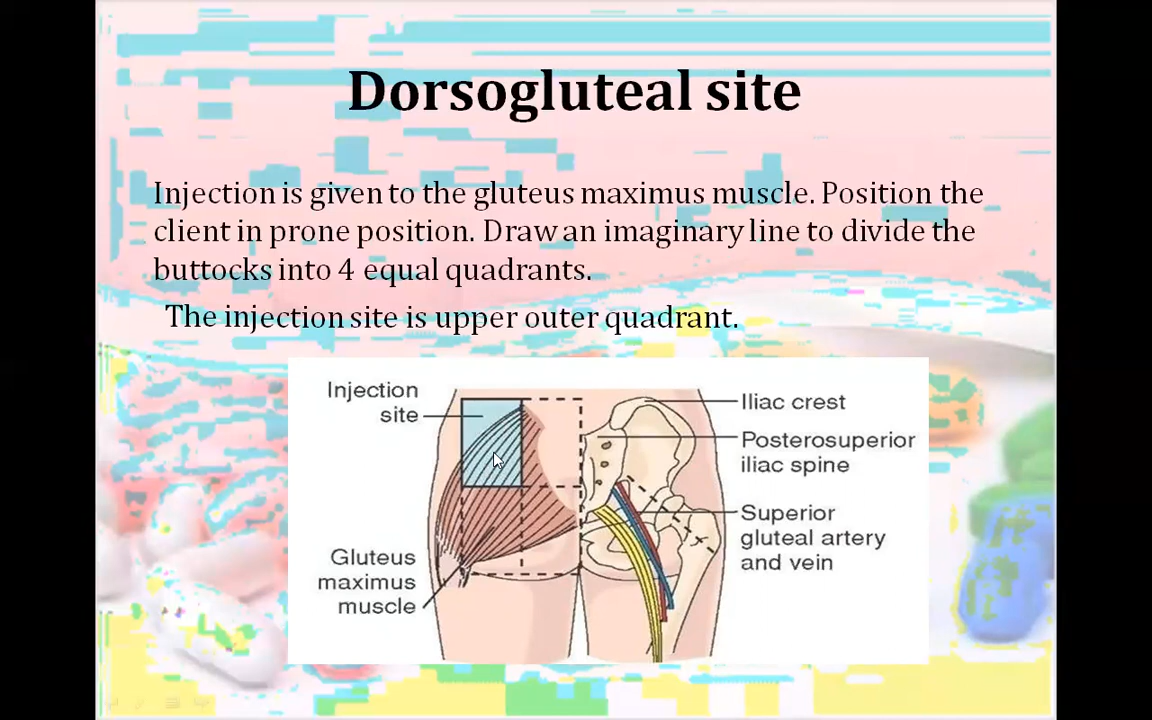 Dorsogluteal site
Injection is given to the gluteus maximus muscle. Position the
client in prone position. Draw an imaginary line to divide the
buttocks into 4 equal quadrants.
The injection site is upper outer quadrant.
Injection
site
Gluteus
maximus
muscle
Iliac crest
Posterosuperior
iliac spine
Superior
gluteal artery
and vein